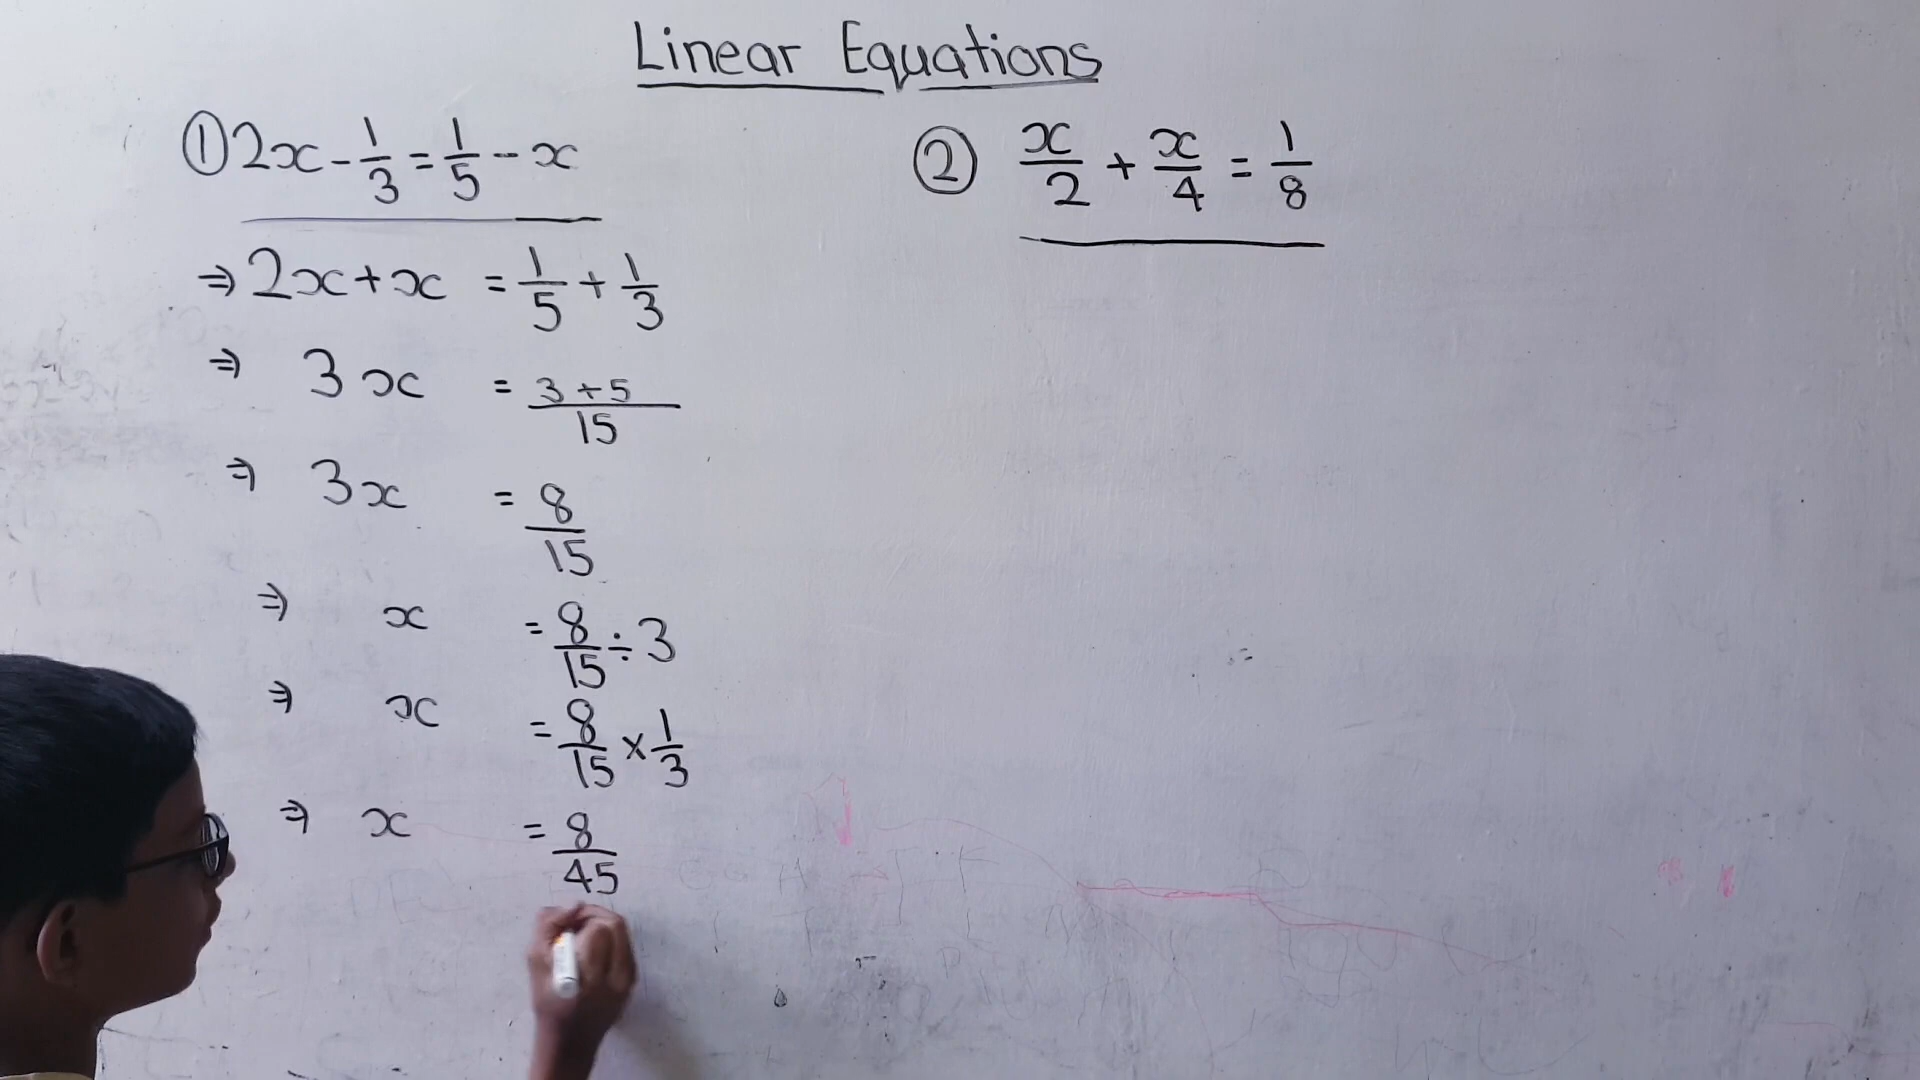 Linear Equations
① 2x - 1/3 = 1/5 - x
⇒ 2x + x = 1/5 + 1/3
⇒ 3x = 3+5/15
⇒ 3x = 8/15
⇒ x = 8/15 ÷ 3
⇒ x = 8/15 × 1/3
⇒ x = 8/45
② x/2 + x/4 = 1/8